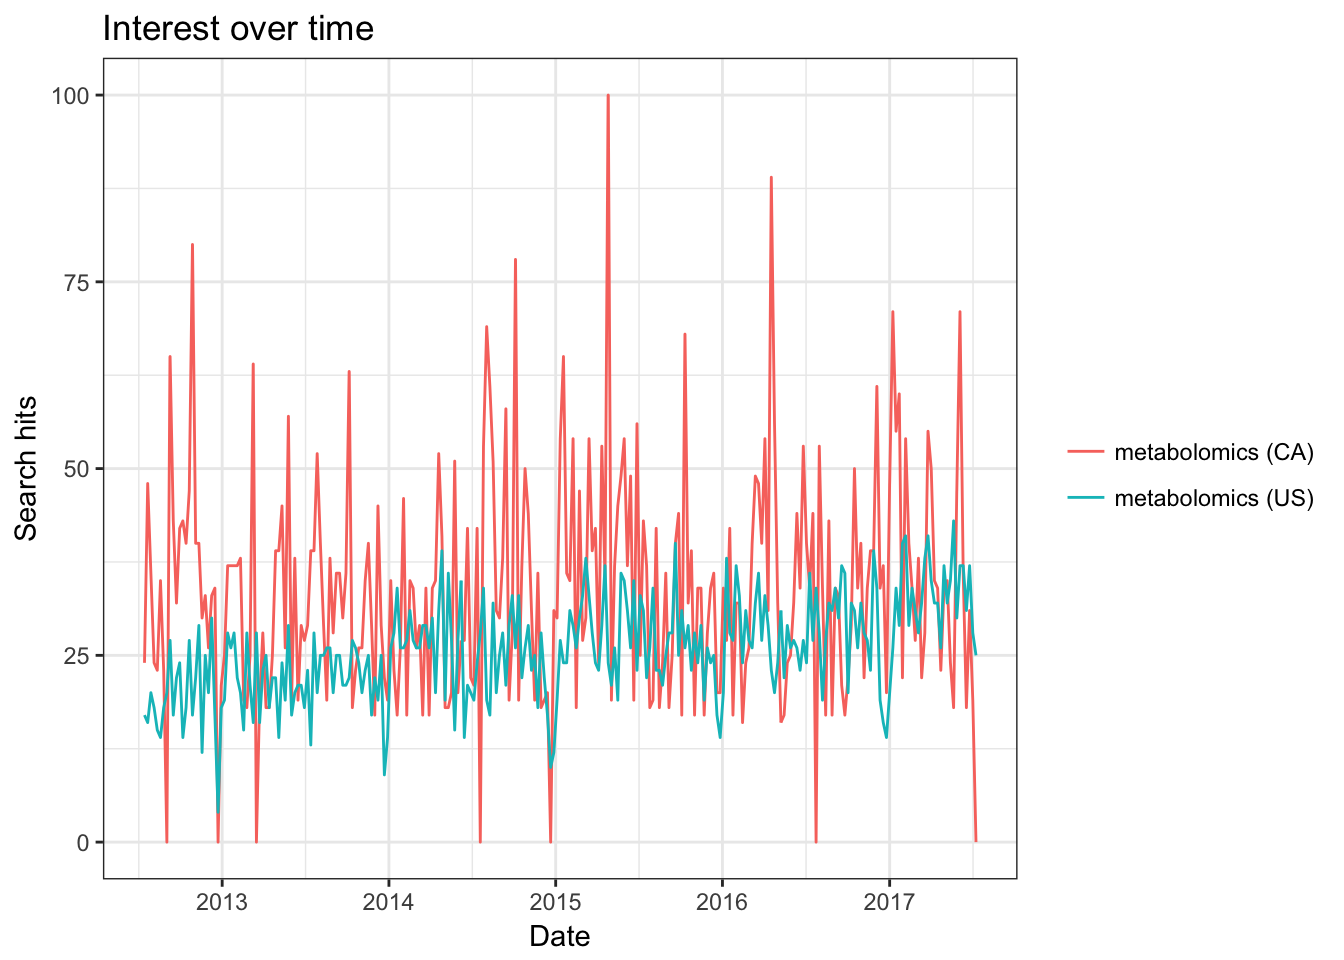 Interest over time
100
75
50
25
0
Search hits
2013 2014 2015 2016 2017
Date
metabolomics (CA)
metabolomics (US)